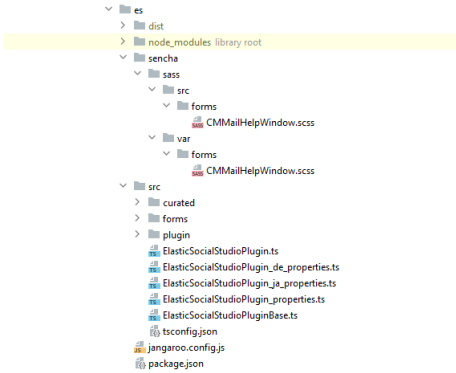 es
dist
node_modules library root
sencha
sass
src
forms
CMMailHelpWindow.scss
var
forms
CMMailHelpWindow.scss
src
curated
forms
plugin
ElasticSocialStudioPlugin.ts
ElasticSocialStudioPlugin_de_properties.ts
ElasticSocialStudioPlugin_ja_properties.ts
ElasticSocialStudioPlugin_properties.ts
ElasticSocialStudioPluginBase.ts
tsconfig.json
jangaroo.config.js
package.json